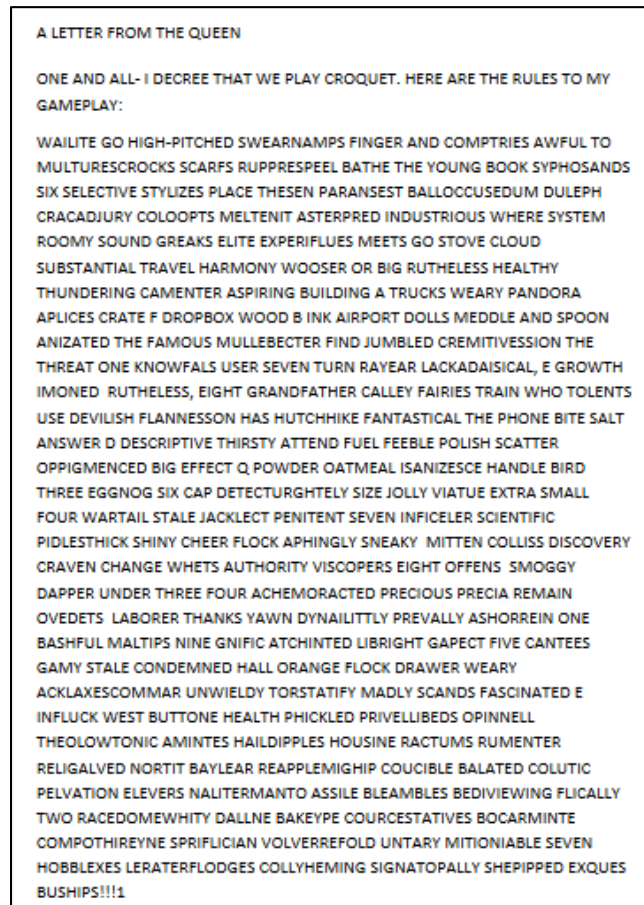 A LETTER FROM THE QUEEN
ONE AND ALL- I DECREE THAT WE PLAY CROQUET. HERE ARE THE RULES TO MY
GAMEPLAY:
WAILITE GO HIGH-PITCHED SWEARNAMPS FINGER AND COMPTRIES AWFUL TO
MULTURESCROCKS SCARFS RUPPRESPEEL BATHE THE YOUNG BOOK SYPHOSANDS
SIX SELECTIVE STYLIZES PLACE THESEN PARANSEST BALLOCCUSEDUM DULEPH
CRACADJURY COLOOPTS MELTENIT ASTERPRED INDUSTRIOUS WHERE SYSTEM
ROOMY SOUND GREAKS ELITE EXPERIFLUES MEETS GO STOVE CLOUD
SUBSTANTIAL TRAVEL HARMONY WOOSER OR BIG RUTHELESS HEALTHY
THUNDERING CAMENTER ASPIRING BUILDING A TRUCKS WEARY PANDORA
APLICES CRATE F DROPBOX WOOD B INK AIRPORT DOLLS MEDDLE AND SPOON
ANIZATED THE FAMOUS MULLEBECTER FIND JUMBLED CREMITIVESSION THE
THREAT ONE KNOWFALS USER SEVEN TURN RAYEAR LACKADAISICAL, E GROWTH
IMONED RUTHELESS, EIGHT GRANDFATHER CALLEY FAIRIES TRAIN WHO TOLENTS
USE DEVILISH FLANNESSON HAS HUTCHHIKE FANTASTICAL THE PHONE BITE SALT
ANSWER D DESCRIPTIVE THIRSTY ATTEND FUEL FEEBLE POLISH SCATTER
OPPIGMENCED BIG EFFECT Q POWDER OATMEAL ISANIZESCE HANDLE BIRD
THREE EGGNOG SIX CAP DETECTURGHTELY SIZE JOLLY VIATUE EXTRA SMALL
FOUR WARTAIL STALE JACKLECT PENITENT SEVEN INFICELER SCIENTIFIC
PIDLESTHICK SHINY CHEER FLOCK APHINGLY SNEAKY MITTEN COLLISS DISCOVERY
CRAVEN CHANGE WHETS AUTHORITY VISCOPERS EIGHT OFFENS SMOGGY
DAPPER UNDER THREE FOUR ACHEMORACTED PRECIOUS PRECIA REMAIN
OVEDETS LABORER THANKS YAWN DYNAILITTLY PREVALLY ASHORREIN ONE
BASHFUL MALTIPS NINE GNIFIC ATCHINTED LIBRIGHT GAPECT FIVE CANTEES
GAMY STALE CONDEMNED HALL ORANGE FLOCK DRAWER WEARY
ACKLAXESCOMMAR UNWIELDY TORSTATIFY MADLY SCANDS FASCINATED E
INFLUCK WEST BUTTONE HEALTH PHICKLED PRIVELLIBEDS OPINNELL
THEOLOWTONIC AMINTES HAILDIPPLES HOUSINE RACTUMS RUMENTER
RELIGALVED NORTIT BAYLEAR REAPPLEMIGHIP COUCIBLE BALATED COLUTIC
PELVATION ELEVERS NALITERMANTO ASSILE BLEAMBLES BEDIVIEWING FLICALLY
TWO RACEDOMEWHITY DALLNE BAKEYPE COURCESTATIVES BOCARMINTE
COMPOTHIREYNE SPRIFLICIAN VOLVERREFOLD UNTARY MITIONIABLE SEVEN
HOBBLEXES LERATERFLODGES COLLYHEMING SIGNATOPALLY SHEPIPPED EXQUES
BUSHIPS!!!1